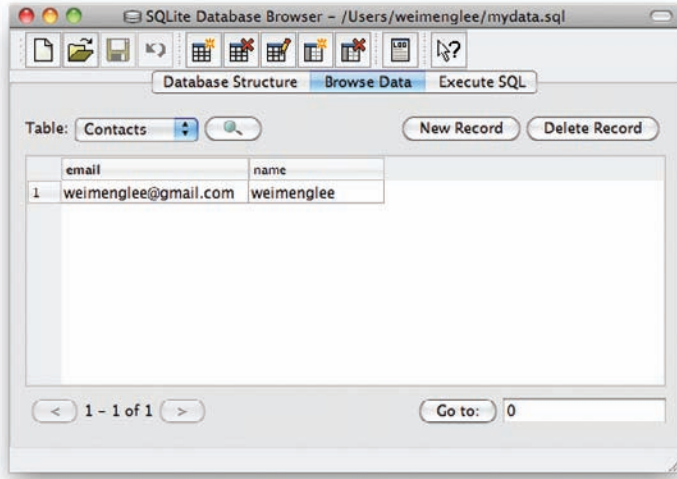 SQLite Database Browser – /Users/weimenglee/mydata.sql
LOG
?
Database Structure Browse Data Execute SQL
Table: Contacts New Record Delete Record
email name
1 weimenglee@gmail.com weimenglee
< 1 – 1 of 1 > Go to: 0